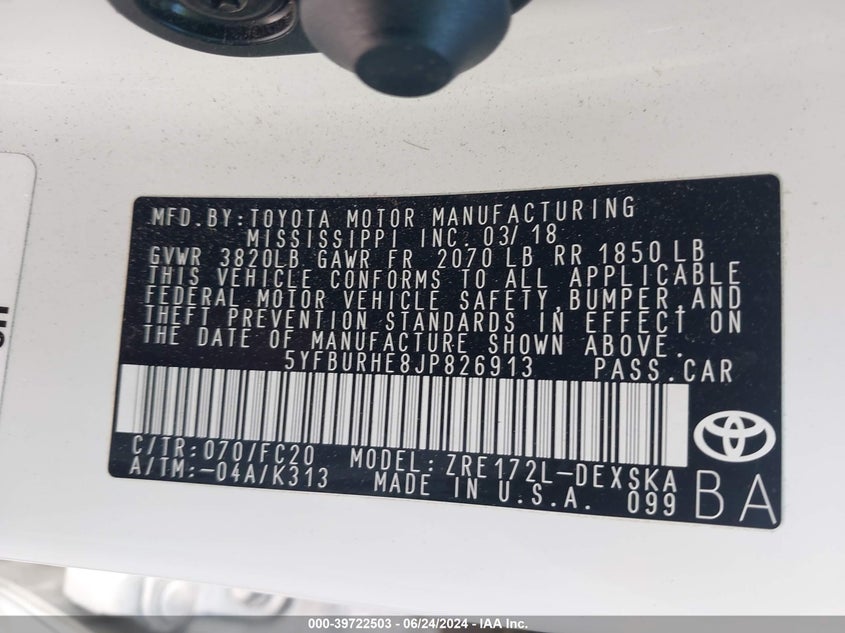 MFD.BY:TOYOTA MOTOR MANUFACTURING
MISSISSIPPI INC. 03/18
GVWR 3820LB GAWR FR 2070 LB RR 1850 LB
THIS VEHICLE CONFORMS TO ALL APPLICABLE
FEDERAL MOTOR VEHICLE SAFETY,BUMPER,AND
THEFT PREVENTION STANDARDS IN EFFECT ON
THE DATE OF MANUFACTURE SHOWN ABOVE.
5YFBURHE8JP826913 PASS.CAR
C/TR:070/FC20 MODEL:ZRE172L-DEXSKA
A/TM:-04A/K313 MADE IN U.S.A. 099
BA
000-39722503 - 06/24/2024 - IAA Inc.